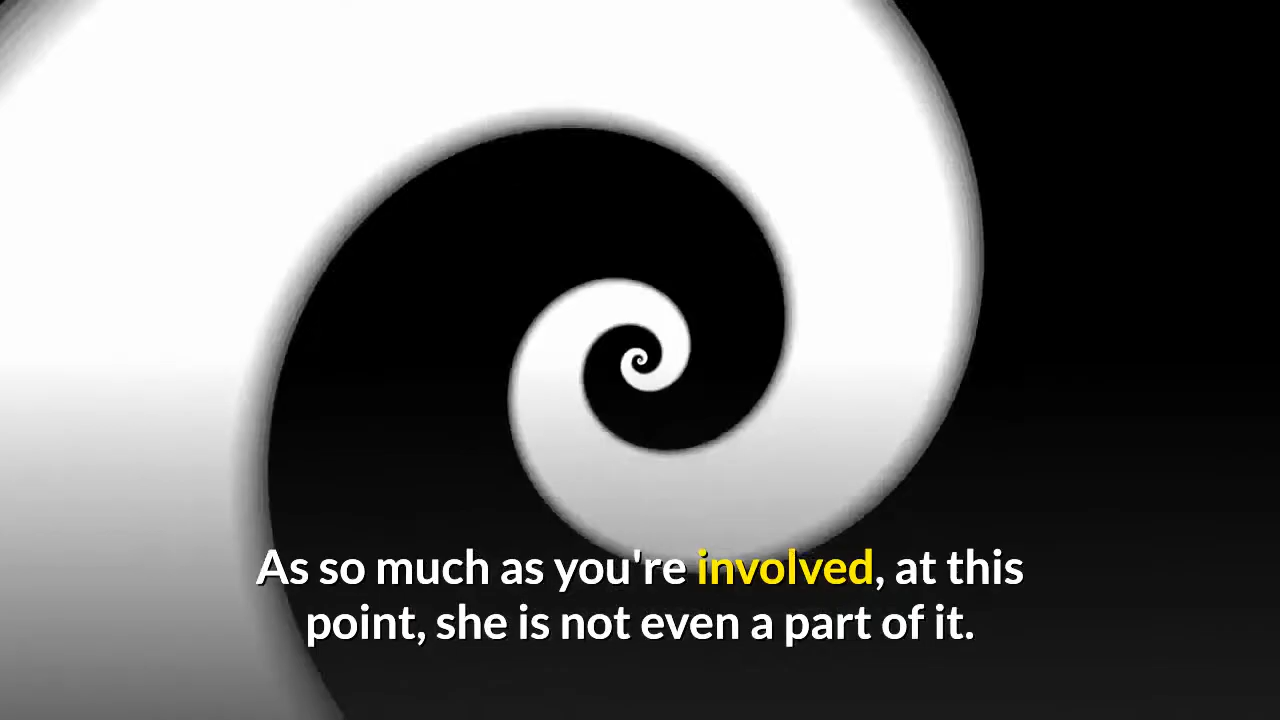 As so much as you're involved, at this
point, she is not even a part of it.